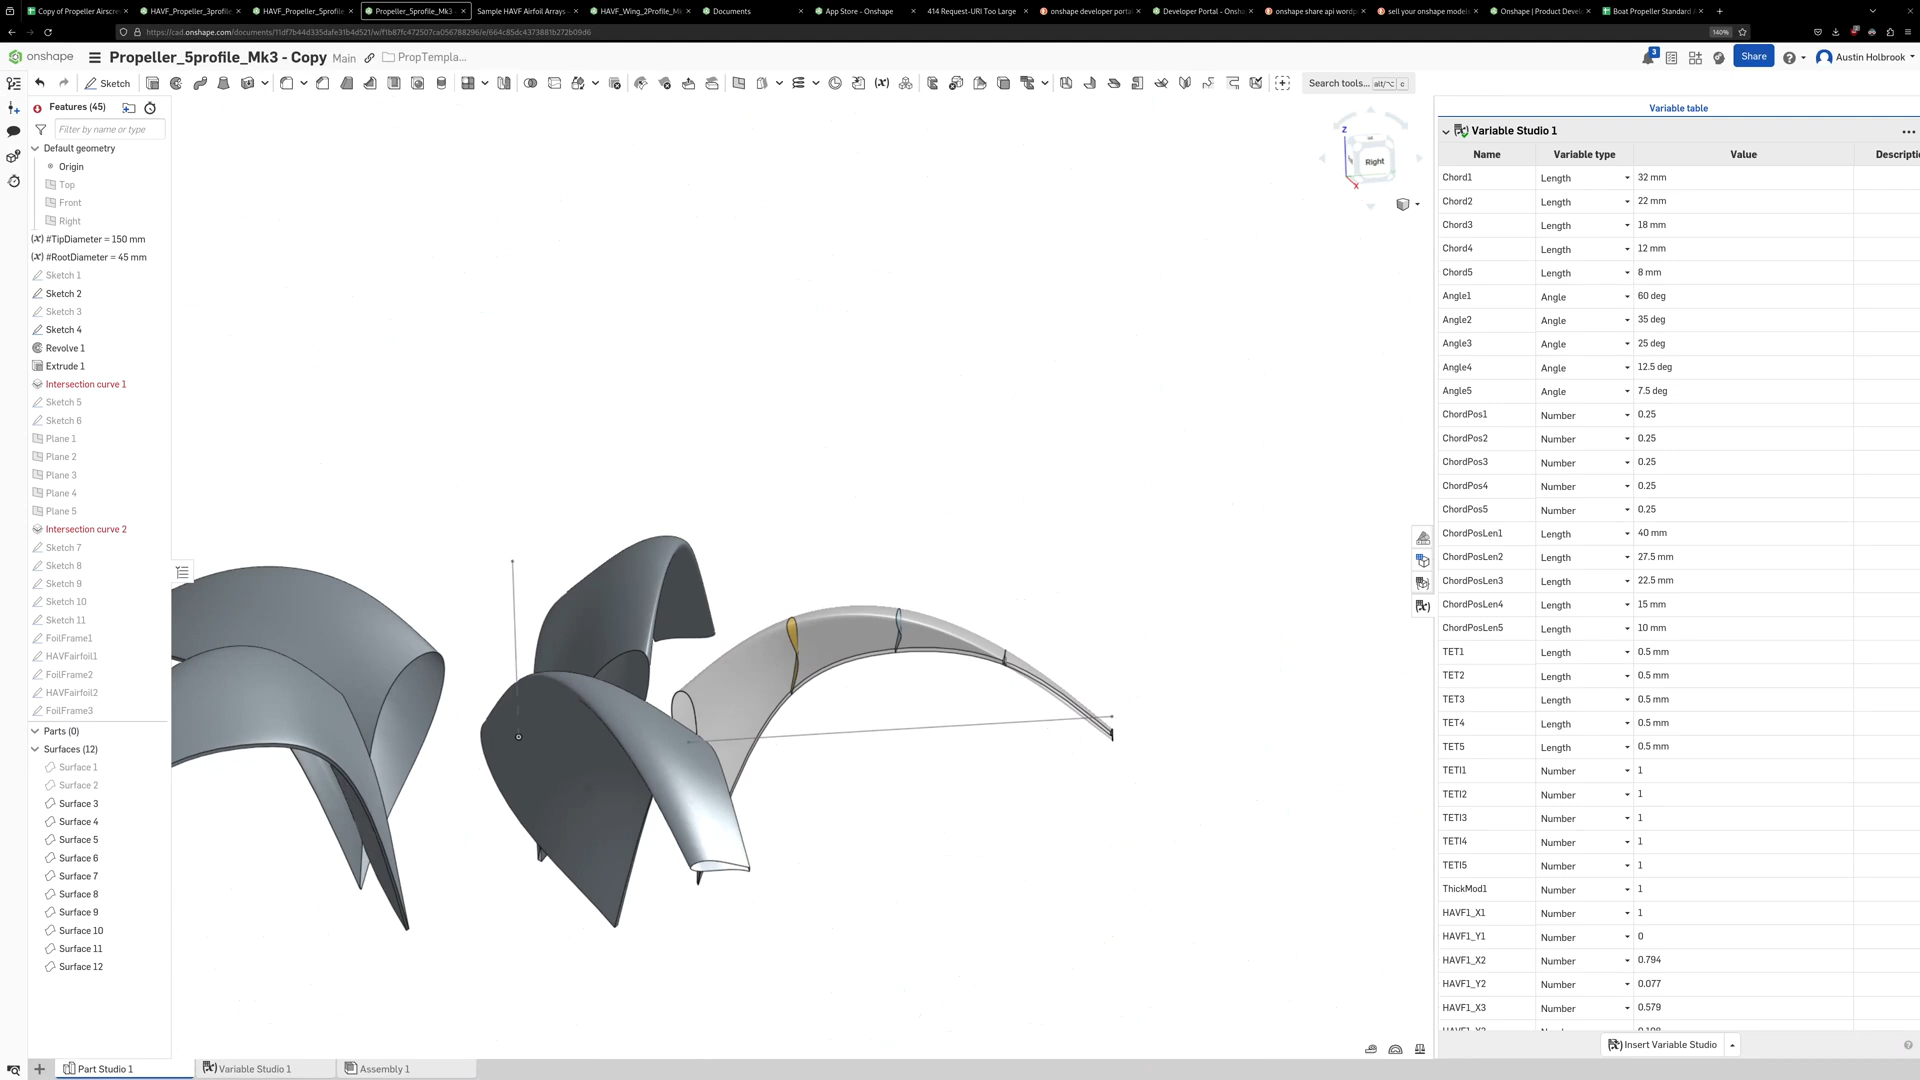 Copy of Propeller Airscre
HAVF_Propeller_3profile
HAVF_Propeller_5profile
Propeller_5profile_Mk3 -
Sample HAVF Airfoil Arrays -
HAVF_Wing_2Profile_Mk
Documents
App Store - Onshape
414 Request-URI Too Large
onshape developer porta
Developer Portal - Onsh
onshape share api wordp
sell your onshape model
Onshape | Product Devel
Boat Propeller Standard A
https://cad.onshape.com/documents/11df7b44d335dafe31b4d521/w/f1b87fc472507ca056788296/e/664c85dc4373881b272b09d6
140%
onshape
Propeller_5profile_Mk3 - Copy
Main
PropTempla...
3
Share
Austin Holbrook
Sketch
Search tools...
alt/⌥
c
Features (45)
Filter by name or type
Default geometry
Origin
Top
Front
Right
(x) #TipDiameter = 150 mm
(x) #RootDiameter = 45 mm
Sketch 1
Sketch 2
Sketch 3
Sketch 4
Revolve 1
Extrude 1
Intersection curve 1
Sketch 5
Sketch 6
Plane 1
Plane 2
Plane 3
Plane 4
Plane 5
Intersection curve 2
Sketch 7
Sketch 8
Sketch 9
Sketch 10
Sketch 11
FoilFrame1
HAVFairfoil1
FoilFrame2
HAVFairfoil2
FoilFrame3
Parts (0)
Surfaces (12)
Surface 1
Surface 2
Surface 3
Surface 4
Surface 5
Surface 6
Surface 7
Surface 8
Surface 9
Surface 10
Surface 11
Surface 12
Z
Right
X
Variable table
Variable Studio 1
Name Variable type Value Descriptio
Chord1 Length 32 mm
Chord2 Length 22 mm
Chord3 Length 18 mm
Chord4 Length 12 mm
Chord5 Length 8 mm
Angle1 Angle 60 deg
Angle2 Angle 35 deg
Angle3 Angle 25 deg
Angle4 Angle 12.5 deg
Angle5 Angle 7.5 deg
ChordPos1 Number 0.25
ChordPos2 Number 0.25
ChordPos3 Number 0.25
ChordPos4 Number 0.25
ChordPos5 Number 0.25
ChordPosLen1 Length 40 mm
ChordPosLen2 Length 27.5 mm
ChordPosLen3 Length 22.5 mm
ChordPosLen4 Length 15 mm
ChordPosLen5 Length 10 mm
TET1 Length 0.5 mm
TET2 Length 0.5 mm
TET3 Length 0.5 mm
TET4 Length 0.5 mm
TET5 Length 0.5 mm
TETI1 Number 1
TETI2 Number 1
TETI3 Number 1
TETI4 Number 1
TETI5 Number 1
ThickMod1 Number 1
HAVF1_X1 Number 1
HAVF1_Y1 Number 0
HAVF1_X2 Number 0.794
HAVF1_Y2 Number 0.077
HAVF1_X3 Number 0.579
Insert Variable Studio
Part Studio 1
Variable Studio 1
Assembly 1